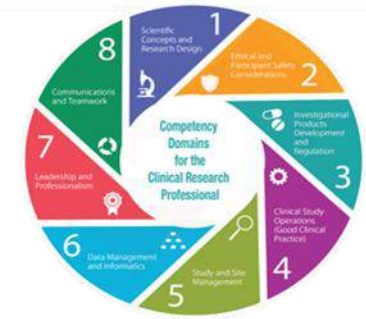 Competency
Domains
for the
Clinical Research
Professional
1
Scientific
Concepts and
Research Design
2
Ethical and
Participant Safety
Considerations
3
Investigational
Products
Development
and
Regulation
4
Clinical Study
Operations
(Good Clinical
Practice)
5
Study and Site
Management
6
Data Management
and Informatics
7
Leadership and
Professionalism
8
Communications
and Teamwork